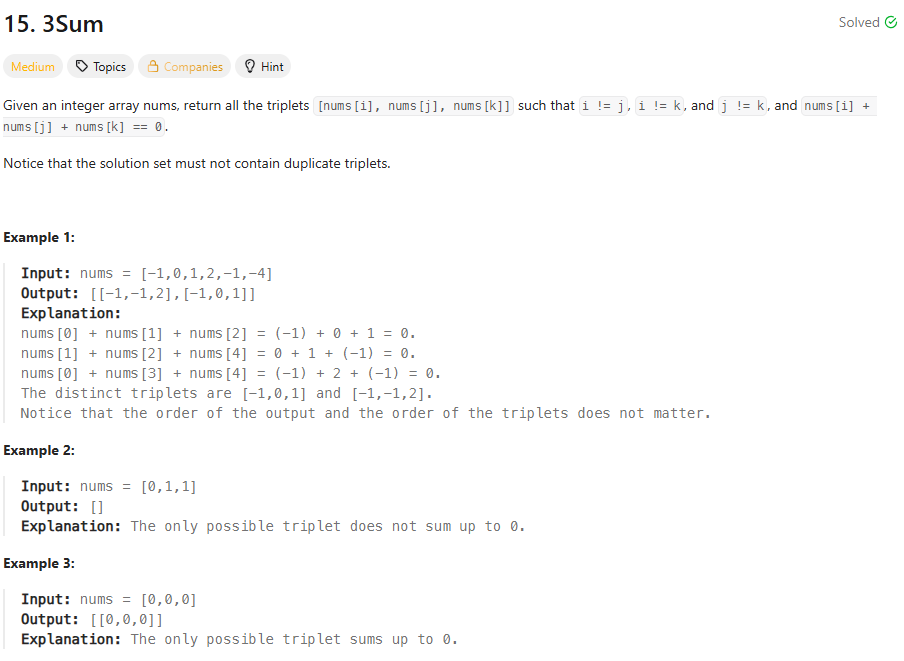 15. 3Sum
Solved
Medium Topics Companies Hint
Given an integer array nums, return all the triplets [nums[i], nums[j], nums[k]] such that i != j, i != k, and j != k, and nums[i] +
nums[j] + nums[k] == 0.
Notice that the solution set must not contain duplicate triplets.
Example 1:
Input: nums = [-1,0,1,2,-1,-4]
Output: [[-1,-1,2],[-1,0,1]]
Explanation:
nums[0] + nums[1] + nums[2] = (-1) + 0 + 1 = 0.
nums[1] + nums[2] + nums[4] = 0 + 1 + (-1) = 0.
nums[0] + nums[3] + nums[4] = (-1) + 2 + (-1) = 0.
The distinct triplets are [-1,0,1] and [-1,-1,2].
Notice that the order of the output and the order of the triplets does not matter.
Example 2:
Input: nums = [0,1,1]
Output: []
Explanation: The only possible triplet does not sum up to 0.
Example 3:
Input: nums = [0,0,0]
Output: [[0,0,0]]
Explanation: The only possible triplet sums up to 0.